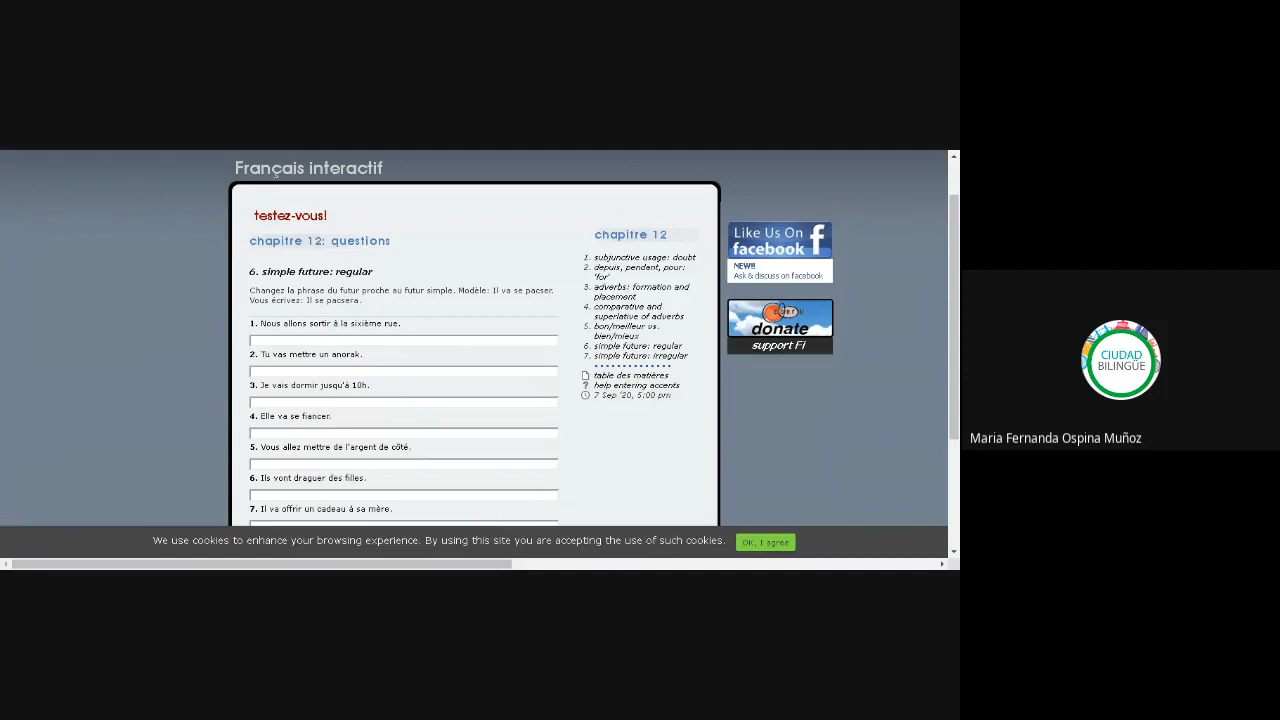 Français interactif
testez-vous!
chapitre 12: questions
6. simple future: regular
Changez la phrase du futur proche au futur simple. Modèle: Il va se pacser.
Vous écrivez: Il se pacsera.
1. Nous allons sortir à la sixième rue.
2. Tu vas mettre un anorak.
3. Je vais dormir jusqu'à 10h.
4. Elle va se fiancer.
5. Vous allez mettre de l'argent de côté.
6. Ils vont draguer des filles.
7. Il va offrir un cadeau à sa mère.
chapitre 12
1. subjunctive usage: doubt
2. depuis, pendant, pour:
'for'
3. adverbs: formation and
placement
4. comparative and
superlative of adverbs
5. bon/meilleur vs.
bien/mieux
6. simple future: regular
7. simple future: irregular
table des matières
? help entering accents
7 Sep '20, 5:00 pm
Like Us On
facebook
NEW!!
Ask & discuss on facebook
donate
support Fi
We use cookies to enhance your browsing experience. By using this site you are accepting the use of such cookies.
OK, I agree
CIUDAD
BILINGÜE
Maria Fernanda Ospina Muñoz